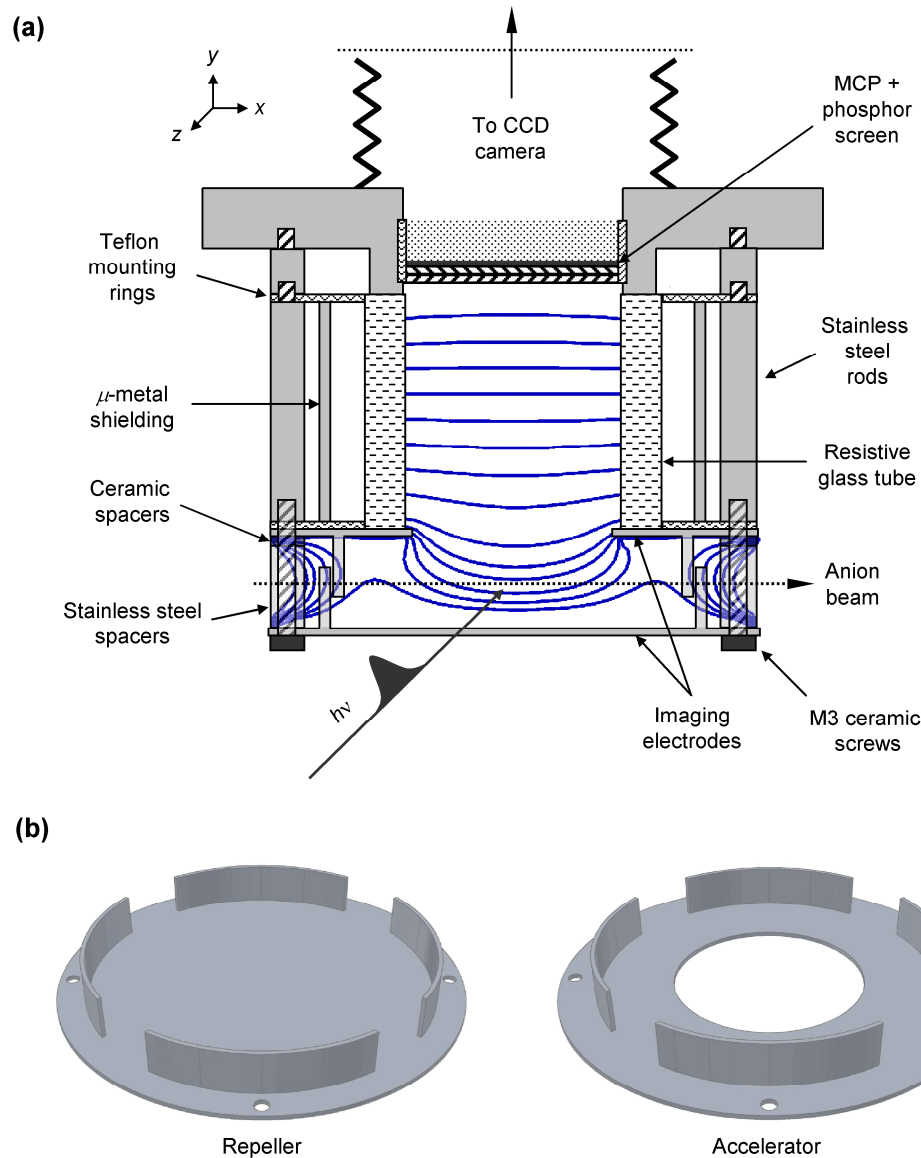 (a)
y
x
z
To CCD
camera
MCP +
phosphor
screen
Teflon
mounting
rings
μ-metal
shielding
Ceramic
spacers
Stainless steel
spacers
Stainless
steel
rods
Resistive
glass tube
Anion
beam
hν
Imaging
electrodes
M3 ceramic
screws
(b)
Repeller
Accelerator